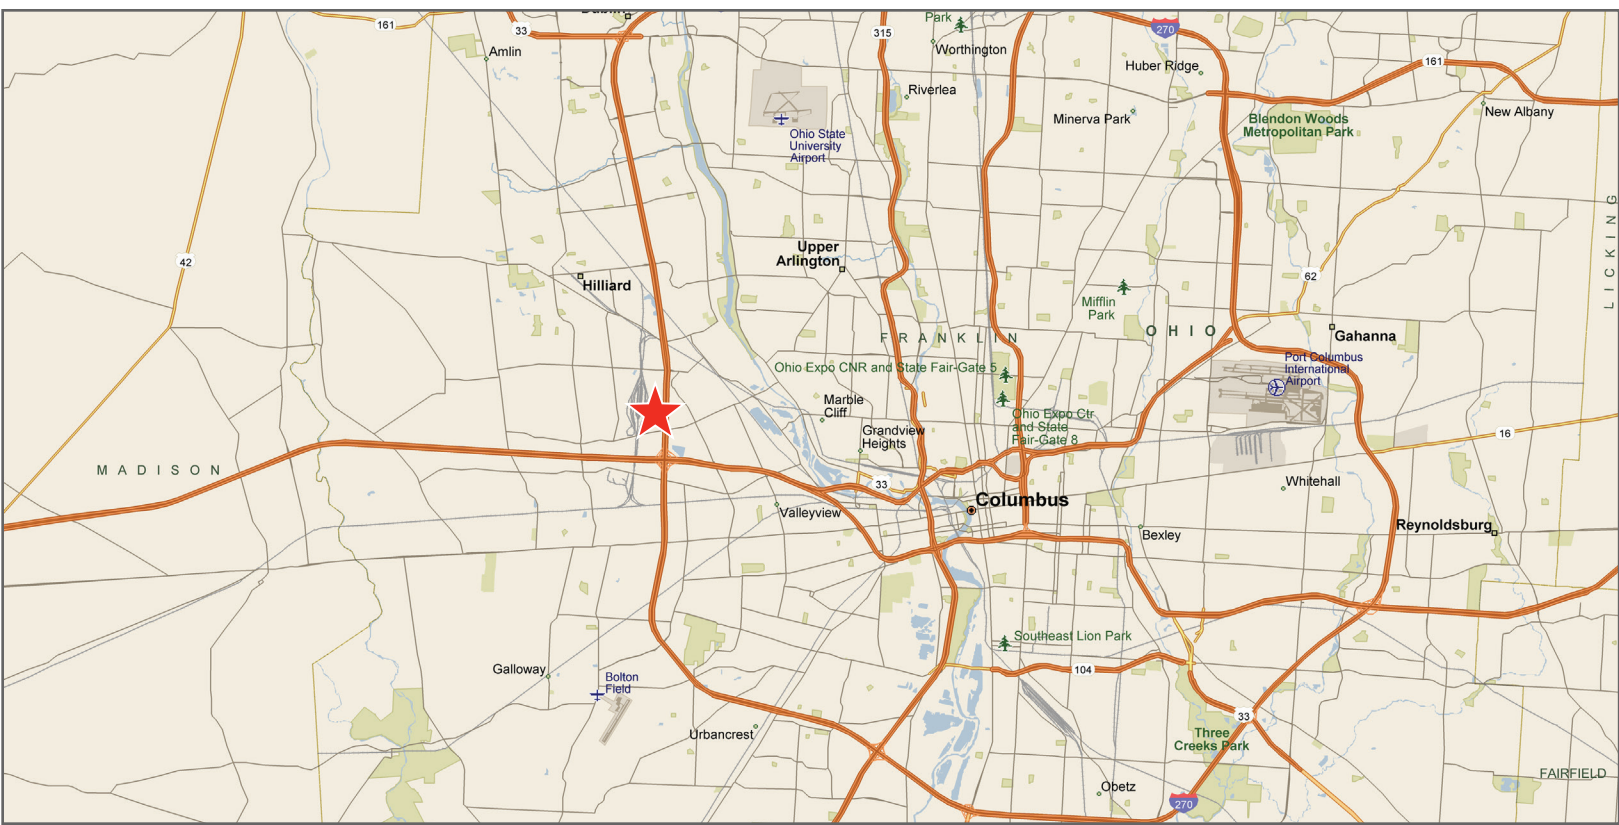 Dublin
161
33
Amlin
315
Park
Worthington
270
Huber Ridge
161
Riverlea
Minerva Park
New Albany
Blendon Woods
Metropolitan Park
Ohio State
University
Airport
LICKING
42
Upper
Arlington
Hilliard
62
Mifflin
Park
FRANKLIN
OHIO
Gahanna
Port Columbus
International
Airport
Ohio Expo CNR and State Fair-Gate 5
Marble
Cliff
Ohio Expo Ctr
and State
Fair-Gate 8
Grandview
Heights
16
MADISON
33
Whitehall
Columbus
Valleyview
Bexley
Reynoldsburg
Southeast Lion Park
Galloway
104
Bolton
Field
33
Urbancrest
Three
Creeks Park
FAIRFIELD
Obetz
270